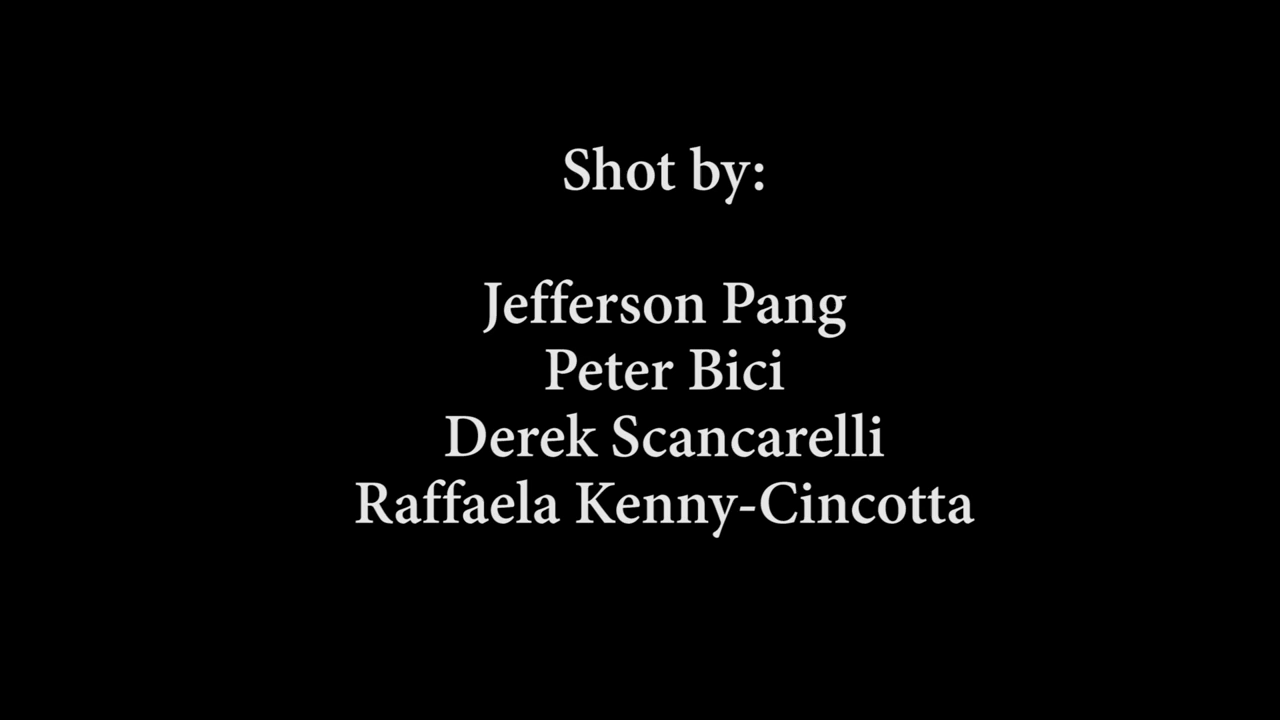 Shot by:
Jefferson Pang
Peter Bici
Derek Scancarelli
Raffaela Kenny-Cincotta